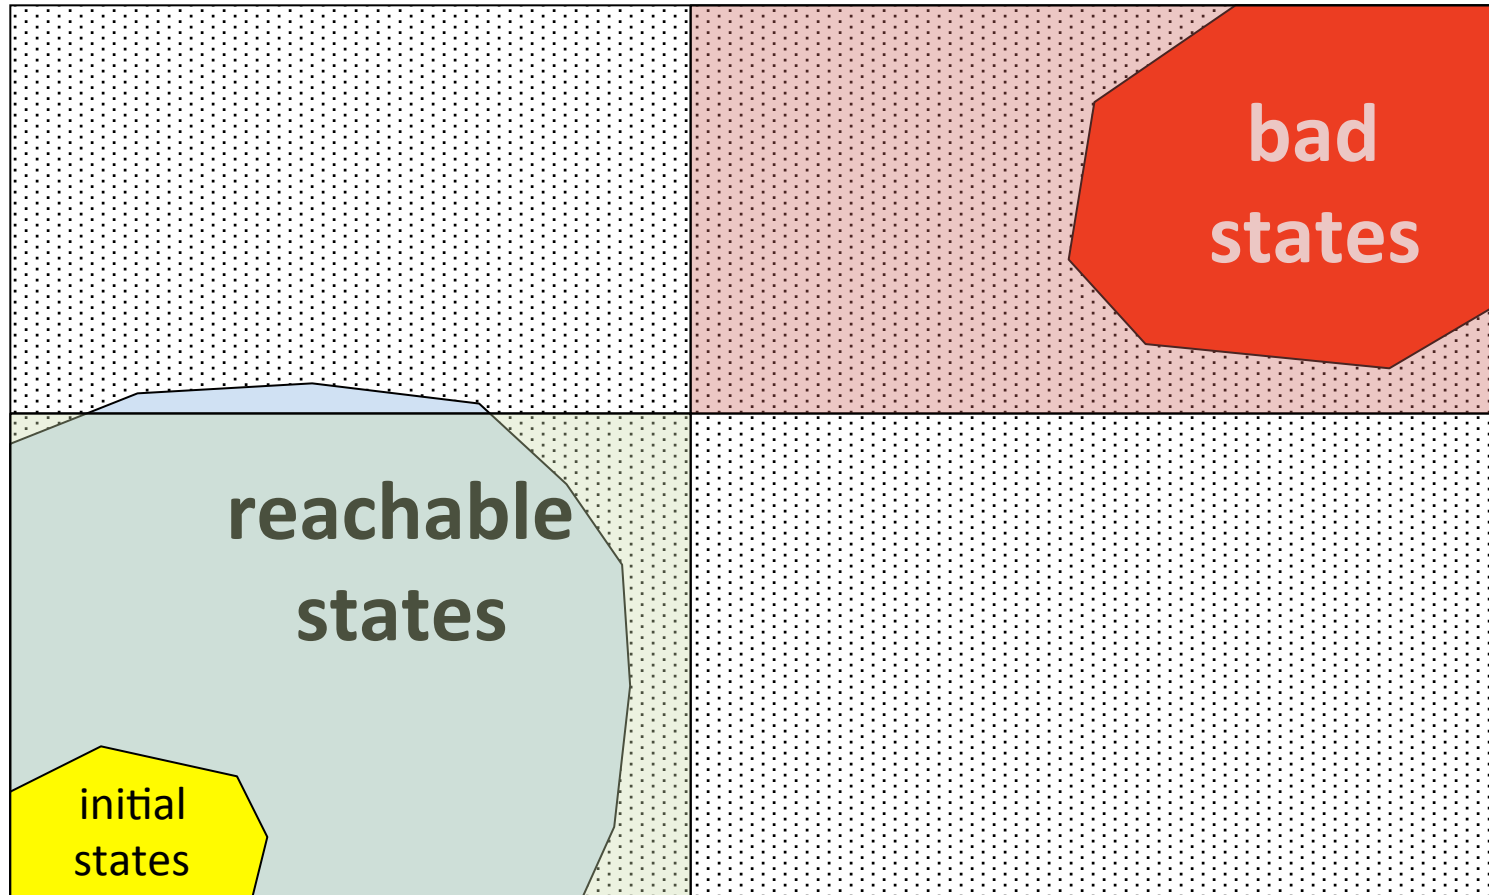 bad
states
reachable
states
initial
states